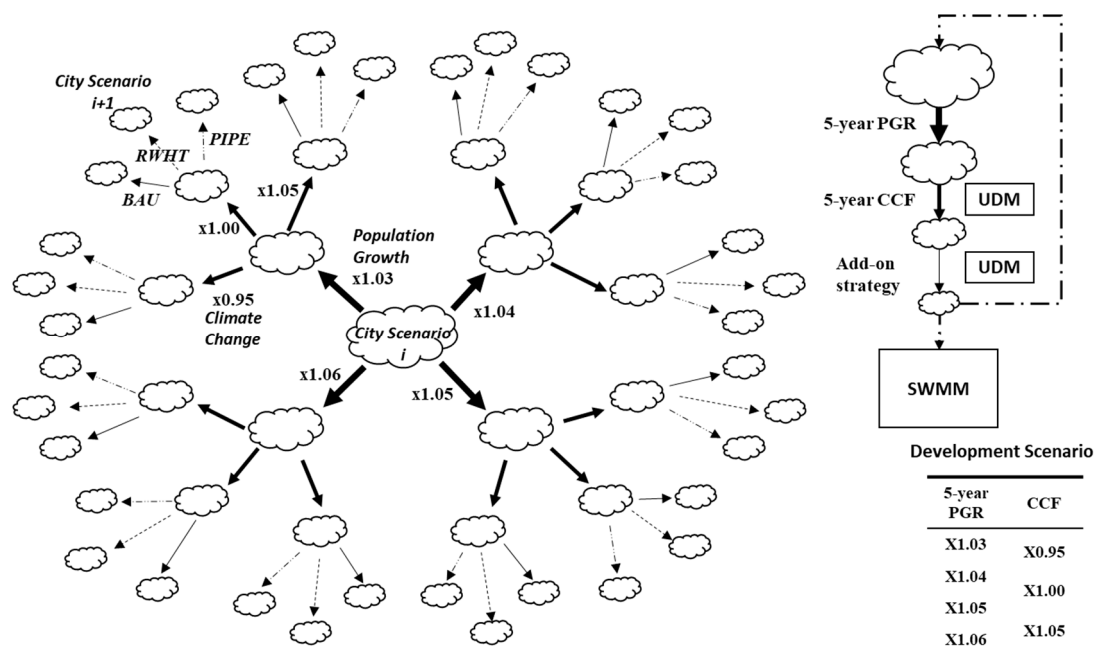 City Scenario
i+1
PIPE
RWHT
BAU
x1.05
x1.00
Population
Growth
x1.03
x0.95
Climate
Change
x1.04
City Scenario
i
x1.06
x1.05
5-year PGR
5-year CCF
UDM
Add-on
strategy
UDM
SWMM
Development Scenario
5-year
PGR
CCF
X1.03
X0.95
X1.04
X1.00
X1.05
X1.05
X1.06